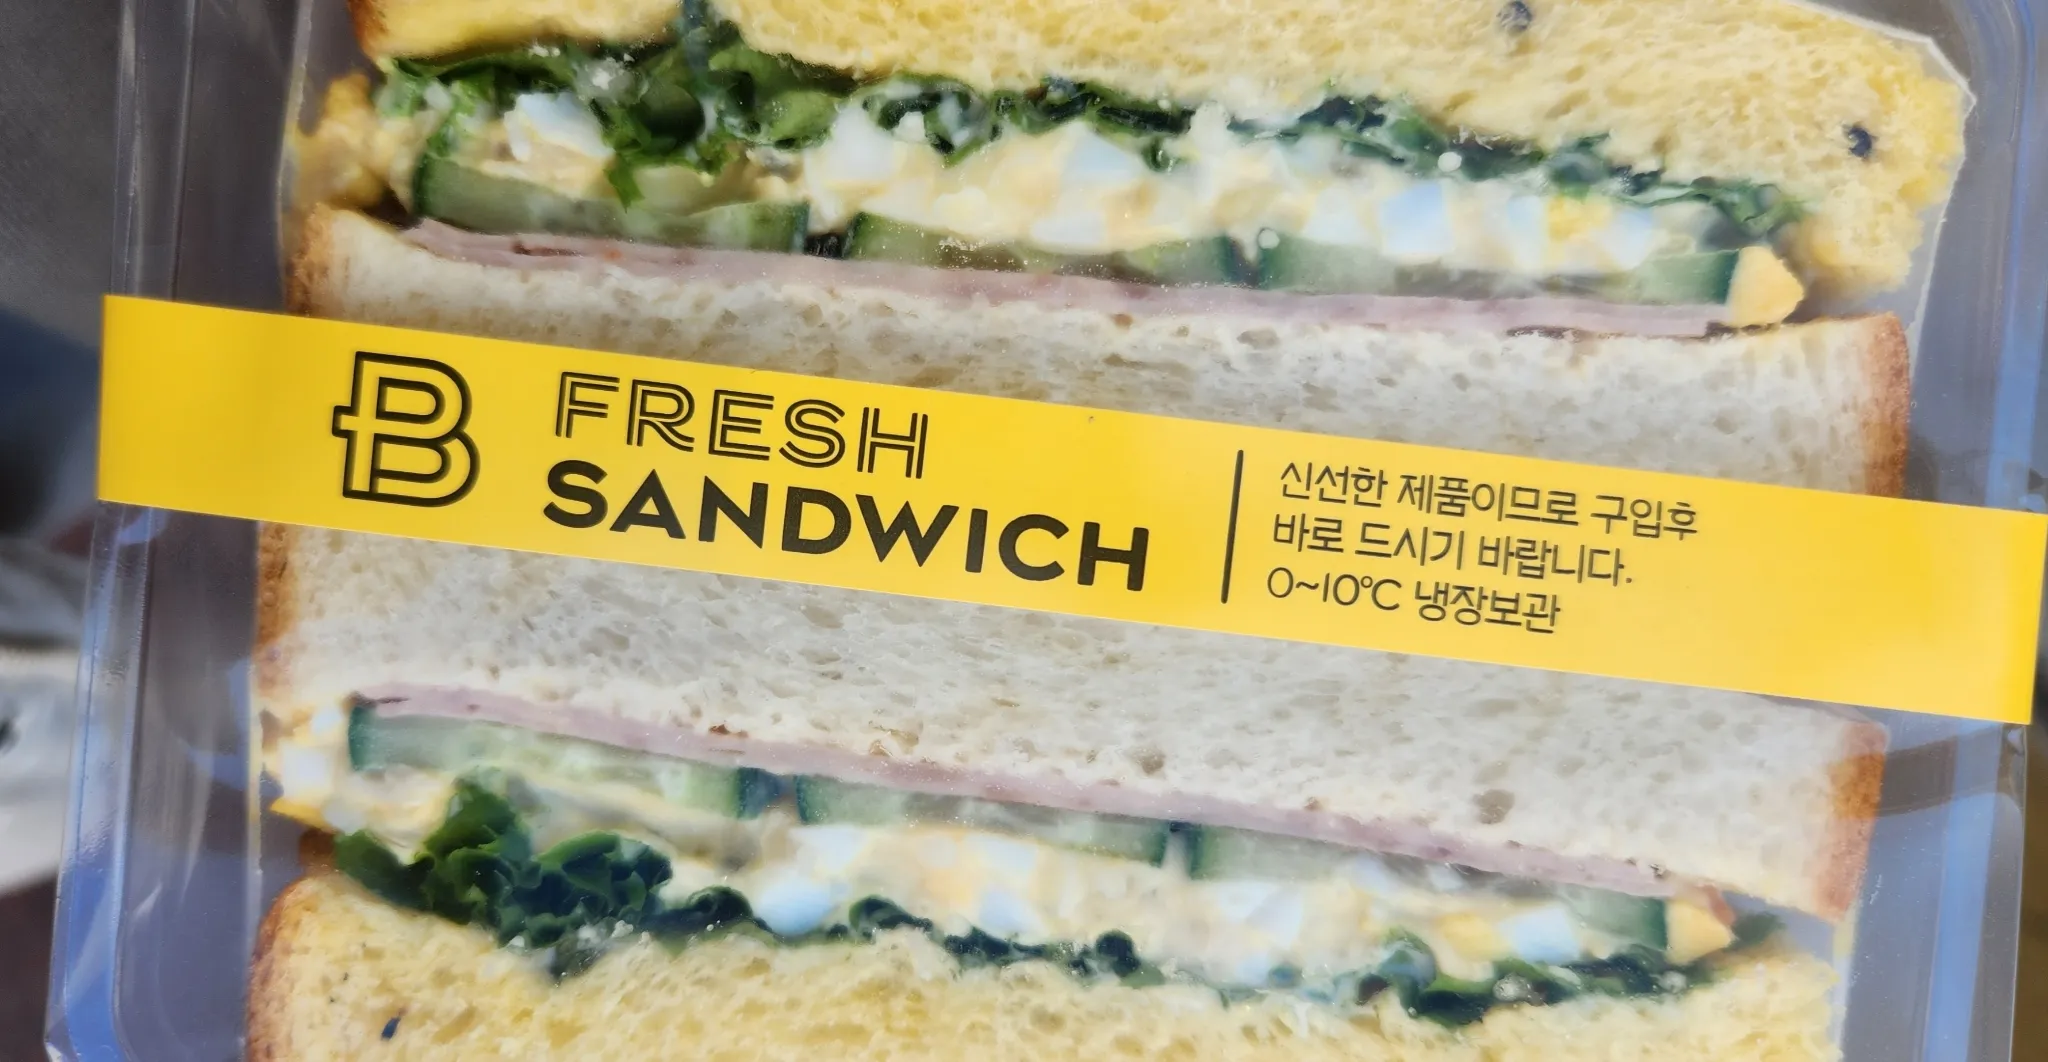 B
FRESH
SANDWICH
신선한 제품이므로 구입후
바로 드시기 바랍니다.
0~10℃ 냉장보관